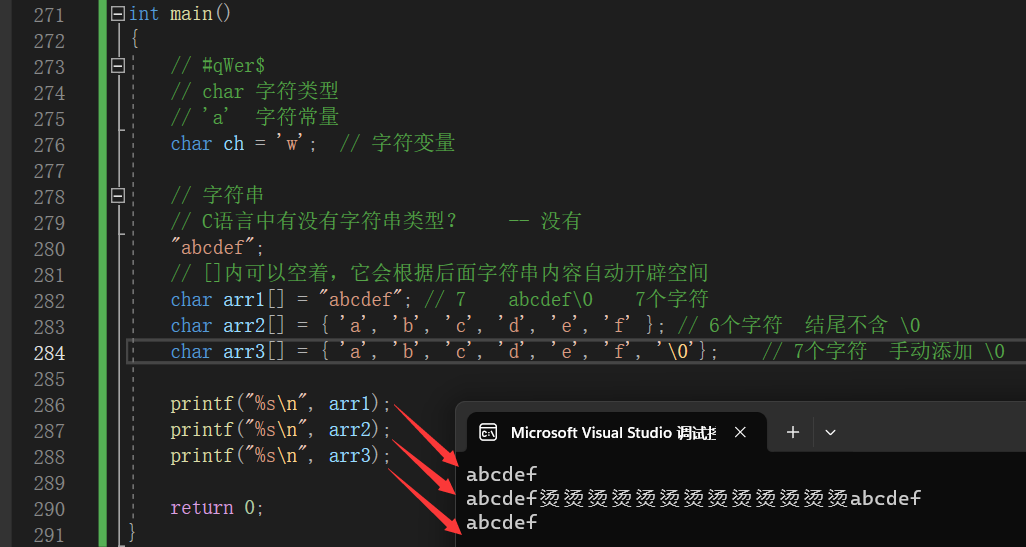 271 int main()
272 {
273 // #qWer$
274 // char 字符类型
275 // 'a' 字符常量
276 char ch = 'w'; // 字符变量
277
278 // 字符串
279 // C语言中有没有字符串类型？ -- 没有
280 "abcdef";
281 // []内可以空着，它会根据后面字符串内容自动开辟空间
282 char arr1[] = "abcdef"; // 7 abcdef\0 7个字符
283 char arr2[] = { 'a', 'b', 'c', 'd', 'e', 'f' }; // 6个字符 结尾不含 \0
284 char arr3[] = { 'a', 'b', 'c', 'd', 'e', 'f', '\0'}; // 7个字符 手动添加 \0
285
286 printf("%s\n", arr1);
287 printf("%s\n", arr2);
288 printf("%s\n", arr3);
289
290 return 0;
291 }
Microsoft Visual Studio 调试
abcdef
abcdef烫烫烫烫烫烫烫烫烫烫烫烫烫abcdef
abcdef